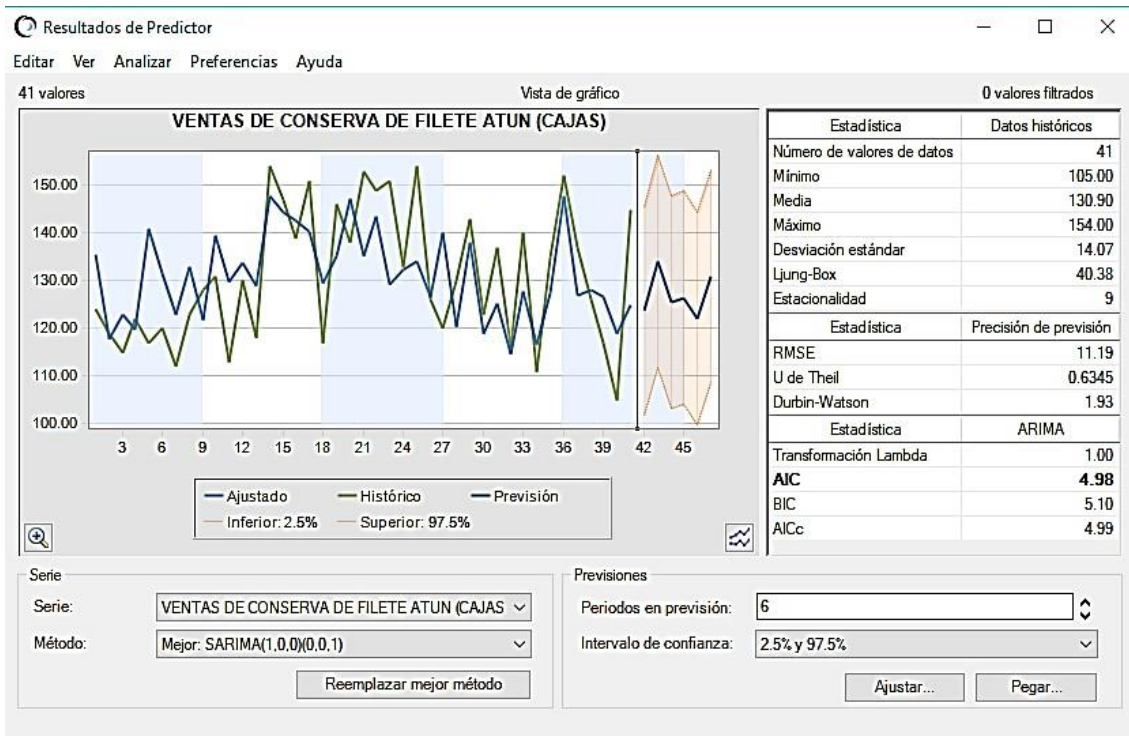 Resultados de Predictor
Editar Ver Analizar Preferencias Ayuda
41 valores Vista de gráfico 0 valores filtrados
VENTAS DE CONSERVA DE FILETE ATUN (CAJAS)
150.00
140.00
130.00
120.00
110.00
100.00
3 6 9 12 15 18 21 24 27 30 33 36 39 42 45
Ajustado Histórico Previsión
Inferior: 2.5% Superior: 97.5%
Estadística Datos históricos
Número de valores de datos 41
Mínimo 105.00
Media 130.90
Máximo 154.00
Desviación estándar 14.07
Ljung-Box 40.38
Estacionalidad 9
Estadística Precisión de previsión
RMSE 11.19
U de Theil 0.6345
Durbin-Watson 1.93
Estadística ARIMA
Transformación Lambda 1.00
AIC 4.98
BIC 5.10
AICc 4.99
Serie
Serie: VENTAS DE CONSERVA DE FILETE ATUN (CAJAS
Método: Mejor: SARIMA(1,0,0)(0,0,1)
Reemplazar mejor método
Previsiones
Periodos en previsión: 6
Intervalo de confianza: 2.5% y 97.5%
Ajustar... Pegar...